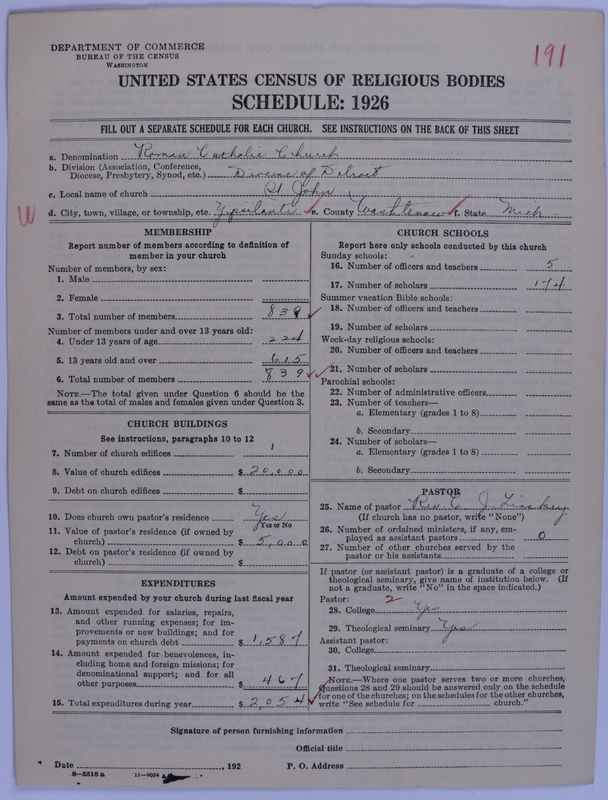 DEPARTMENT OF COMMERCE
BUREAU OF THE CENSUS
WASHINGTON
191
UNITED STATES CENSUS OF RELIGIOUS BODIES
SCHEDULE: 1926
FILL OUT A SEPARATE SCHEDULE FOR EACH CHURCH. SEE INSTRUCTIONS ON THE BACK OF THIS SHEET
a. Denomination Roman Catholic Church
b. Division (Association, Conference,
Diocese, Presbytery, Synod, etc.) Diocese of Detroit
c. Local name of church St John
W d. City, town, village, or township, etc. Ypsilanti e. County Washtenaw f. State Mich.
MEMBERSHIP
Report number of members according to definition of
member in your church
Number of members, by sex:
1. Male
2. Female
3. Total number of members 839
Number of members under and over 13 years old:
4. Under 13 years of age 224
5. 13 years old and over 615
6. Total number of members 839
NOTE.—The total given under Question 6 should be the
same as the total of males and females given under Question 3.
CHURCH BUILDINGS
See instructions, paragraphs 10 to 12
7. Number of church edifices 1
8. Value of church edifices $ 20,000
9. Debt on church edifices $
10. Does church own pastor's residence Yes
Yes or No
11. Value of pastor's residence (if owned by
church) $ 5,000
12. Debt on pastor's residence (if owned by
church) $
EXPENDITURES
Amount expended by your church during last fiscal year
13. Amount expended for salaries, repairs,
and other running expenses; for im-
provements or new buildings; and for
payments on church debt $ 1,587
14. Amount expended for benevolences, in-
cluding home and foreign missions; for
denominational support; and for all
other purposes $ 467
15. Total expenditures during year $ 2,054
CHURCH SCHOOLS
Report here only schools conducted by this church
Sunday schools:
16. Number of officers and teachers 5
17. Number of scholars 174
Summer vacation Bible schools:
18. Number of officers and teachers
19. Number of scholars
Week-day religious schools:
20. Number of officers and teachers
21. Number of scholars
Parochial schools:
22. Number of administrative officers
23. Number of teachers—
a. Elementary (grades 1 to 8)
b. Secondary
24. Number of scholars—
a. Elementary (grades 1 to 8)
b. Secondary
PASTOR
25. Name of pastor Rev. C. J.
(If church has no pastor, write "None")
26. Number of ordained ministers, if any, em-
ployed as assistant pastors 0
27. Number of other churches served by the
pastor or his assistants
If pastor (or assistant pastor) is a graduate of a college or
theological seminary, give name of institution below. (If
not a graduate, write "No" in the space indicated.)
Pastor: 2
28. College Yes
29. Theological seminary Yes
Assistant pastor:
30. College
31. Theological seminary
NOTE.—Where one pastor serves two or more churches,
Questions 28 and 29 should be answered only on the schedule
for one of the churches; on the schedules for the other churches,
write "See schedule for church."
Signature of person furnishing information
Official title
Date , 192 P. O. Address
B—5518 a 11—9054